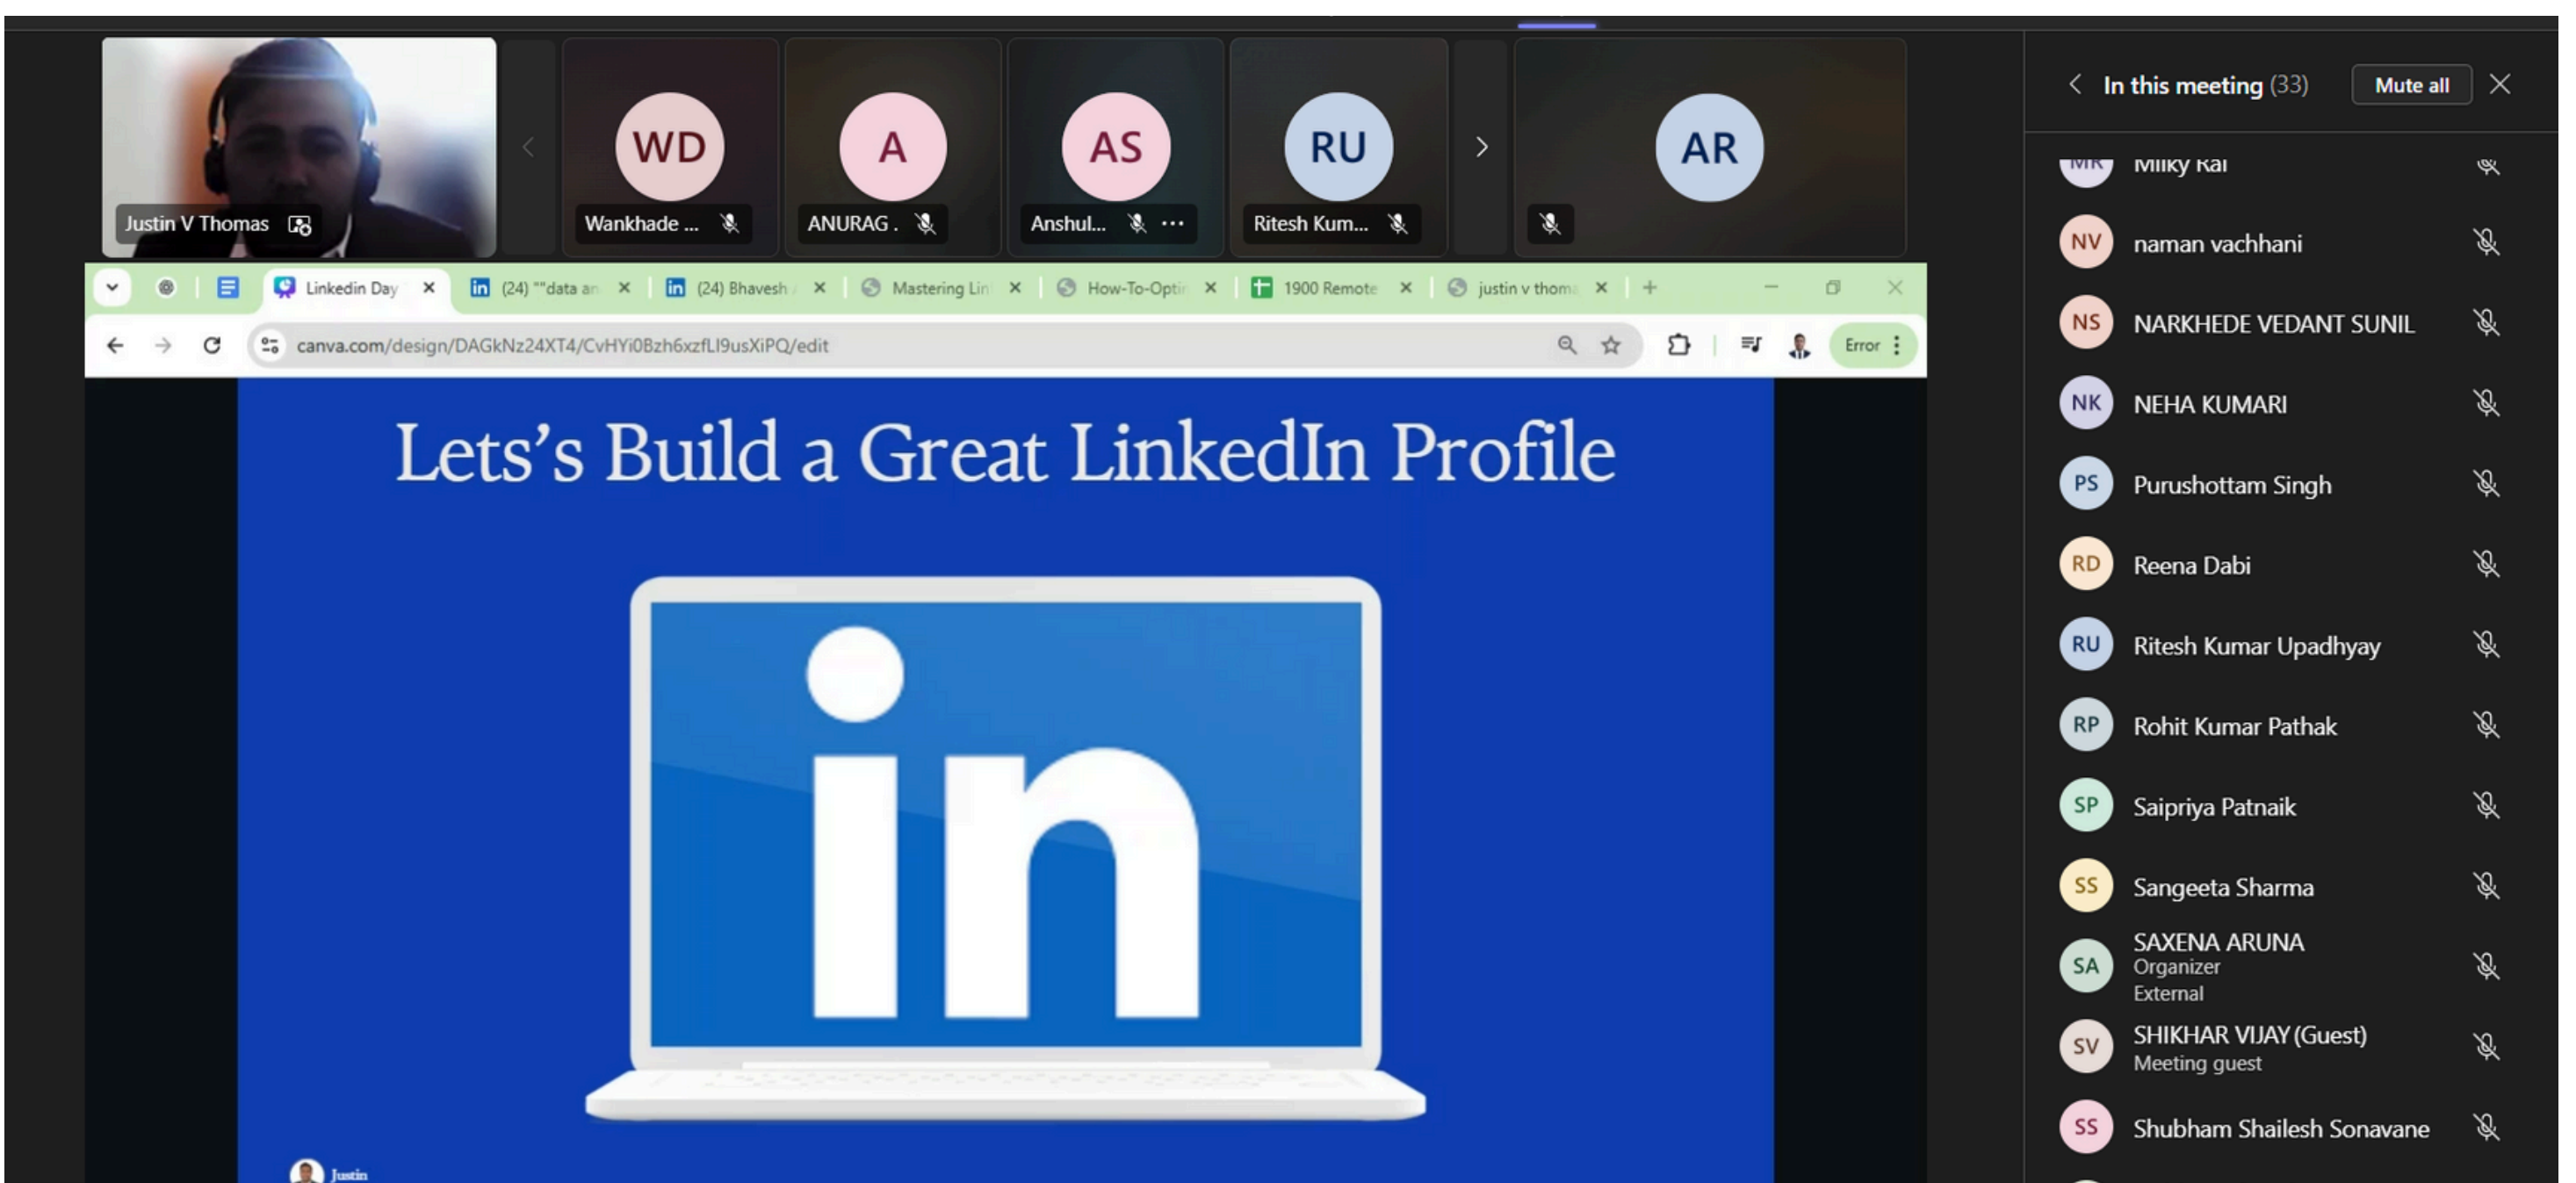 Justin V Thomas
WD
Wankhade ...
A
ANURAG .
AS
Anshul...
RU
Ritesh Kum...
AR
In this meeting (33)
Mute all
Linkedin Day
(24) ""data an
(24) Bhavesh
Mastering Lin
How-To-Optin
1900 Remote
justin v thoma
canva.com/design/DAGkNz24XT4/CvHYi0Bzh6xzfLI9usXiPQ/edit
Error
Lets’s Build a Great LinkedIn Profile
in
Justin
MR Milky Rai
NV naman vachhani
NS NARKHEDE VEDANT SUNIL
NK NEHA KUMARI
PS Purushottam Singh
RD Reena Dabi
RU Ritesh Kumar Upadhyay
RP Rohit Kumar Pathak
SP Saipriya Patnaik
SS Sangeeta Sharma
SA SAXENA ARUNA
Organizer
External
SV SHIKHAR VIJAY (Guest)
Meeting guest
SS Shubham Shailesh Sonavane